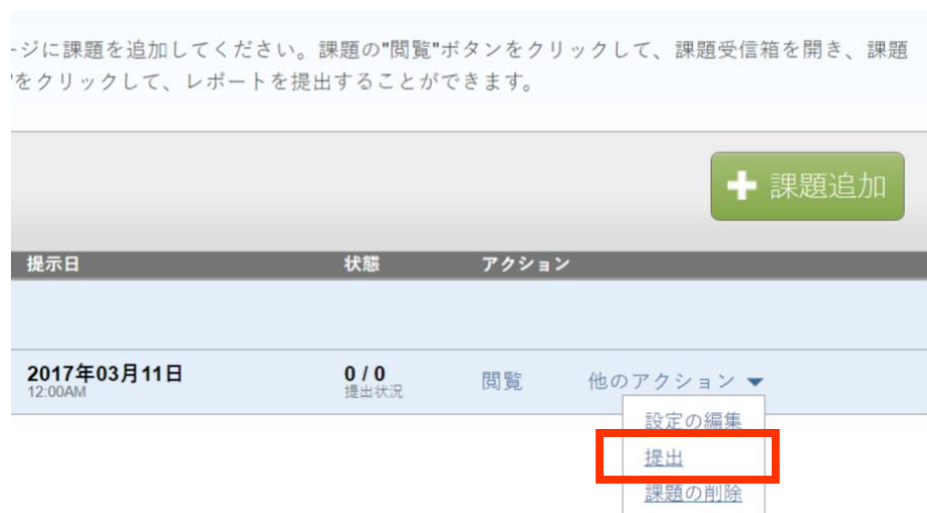 ージに課題を追加してください。課題の"閲覧"ボタンをクリックして、課題受信箱を開き、課題
"をクリックして、レポートを提出することができます。
課題追加
提示日 状態 アクション
2017年03月11日 0 / 0 閲覧 他のアクション
12:00AM 提出状況
設定の編集
提出
課題の削除